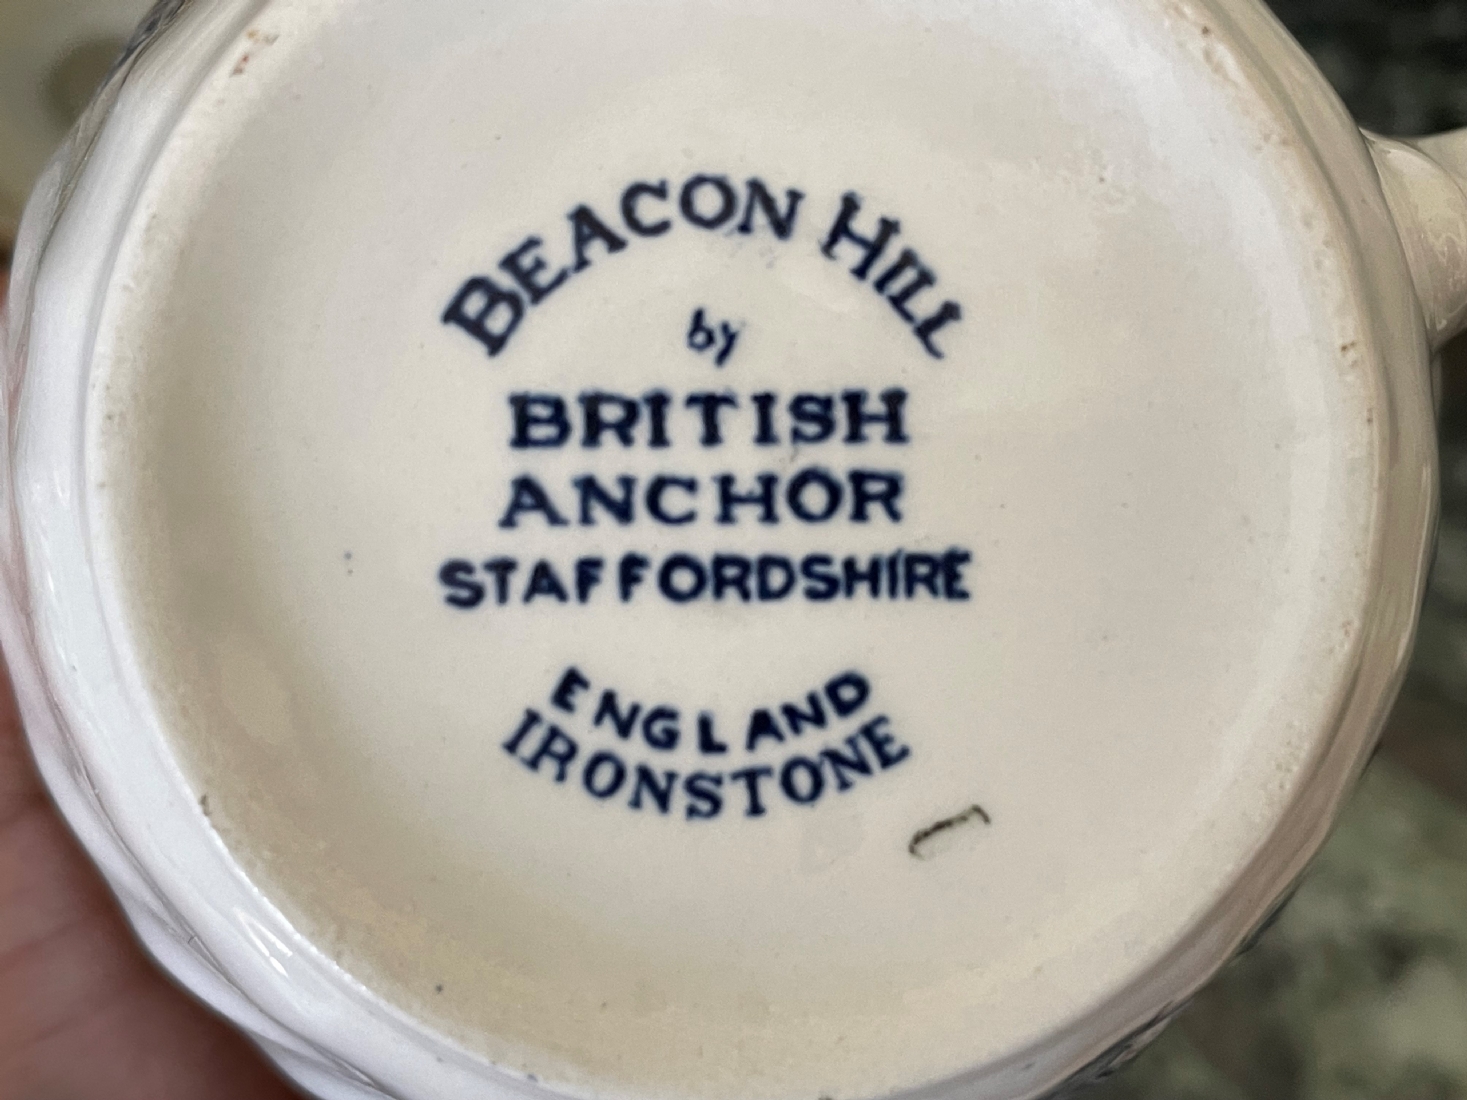 BEACON HILL
by
BRITISH
ANCHOR
STAFFORDSHIRE
ENGLAND
IRONSTONE